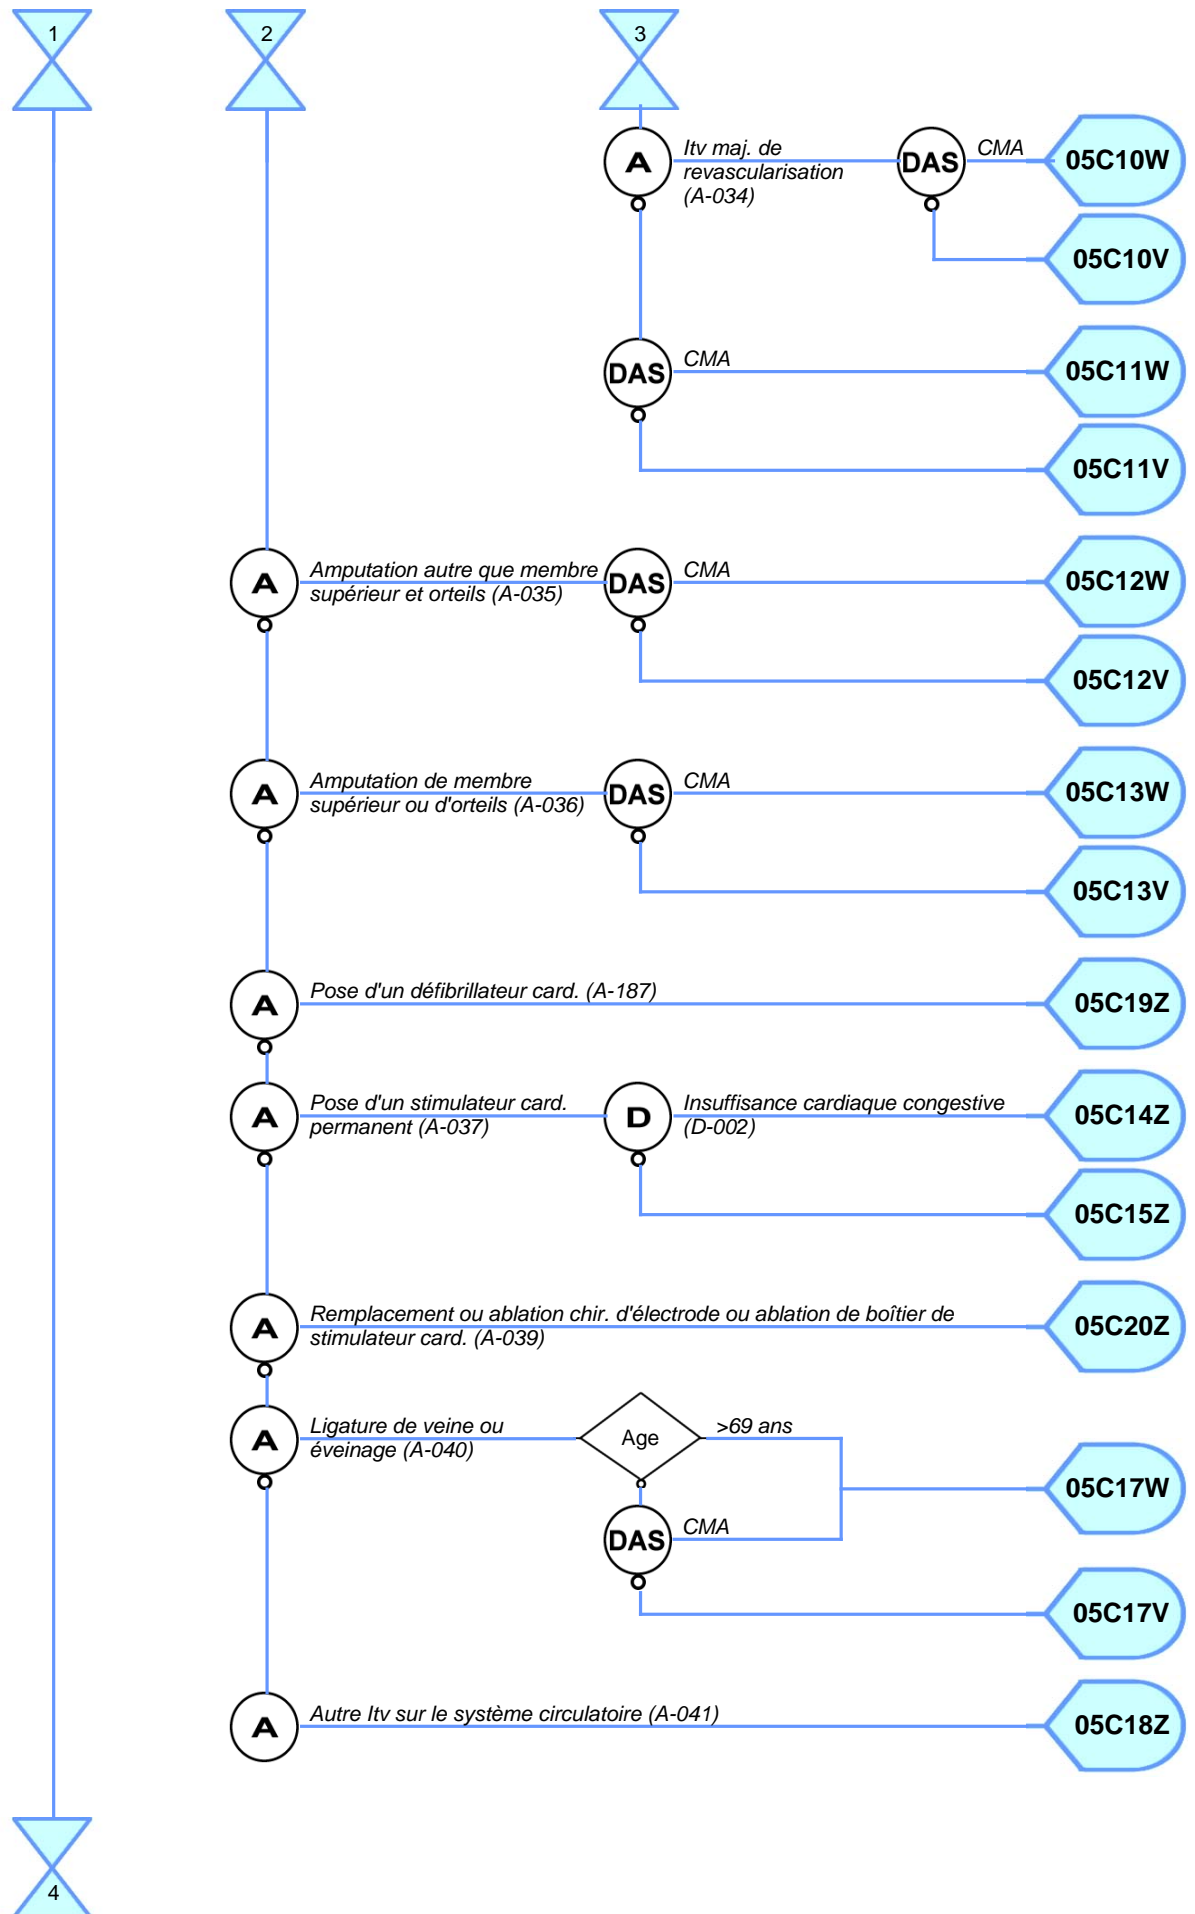 1
2
3
A
Itv maj. de
revascularisation
(A-034)
DAS
CMA
05C10W
05C10V
DAS
CMA
05C11W
05C11V
A
Amputation autre que membre
supérieur et orteils (A-035)
DAS
CMA
05C12W
05C12V
A
Amputation de membre
supérieur ou d'orteils (A-036)
DAS
CMA
05C13W
05C13V
A
Pose d'un défibrillateur card. (A-187)
05C19Z
A
Pose d'un stimulateur card.
permanent (A-037)
D
Insuffisance cardiaque congestive
(D-002)
05C14Z
05C15Z
A
Remplacement ou ablation chir. d'électrode ou ablation de boîtier de
stimulateur card. (A-039)
05C20Z
A
Ligature de veine ou
éveinage (A-040)
Age
>69 ans
05C17W
DAS
CMA
05C17V
A
Autre Itv sur le système circulatoire (A-041)
05C18Z
4